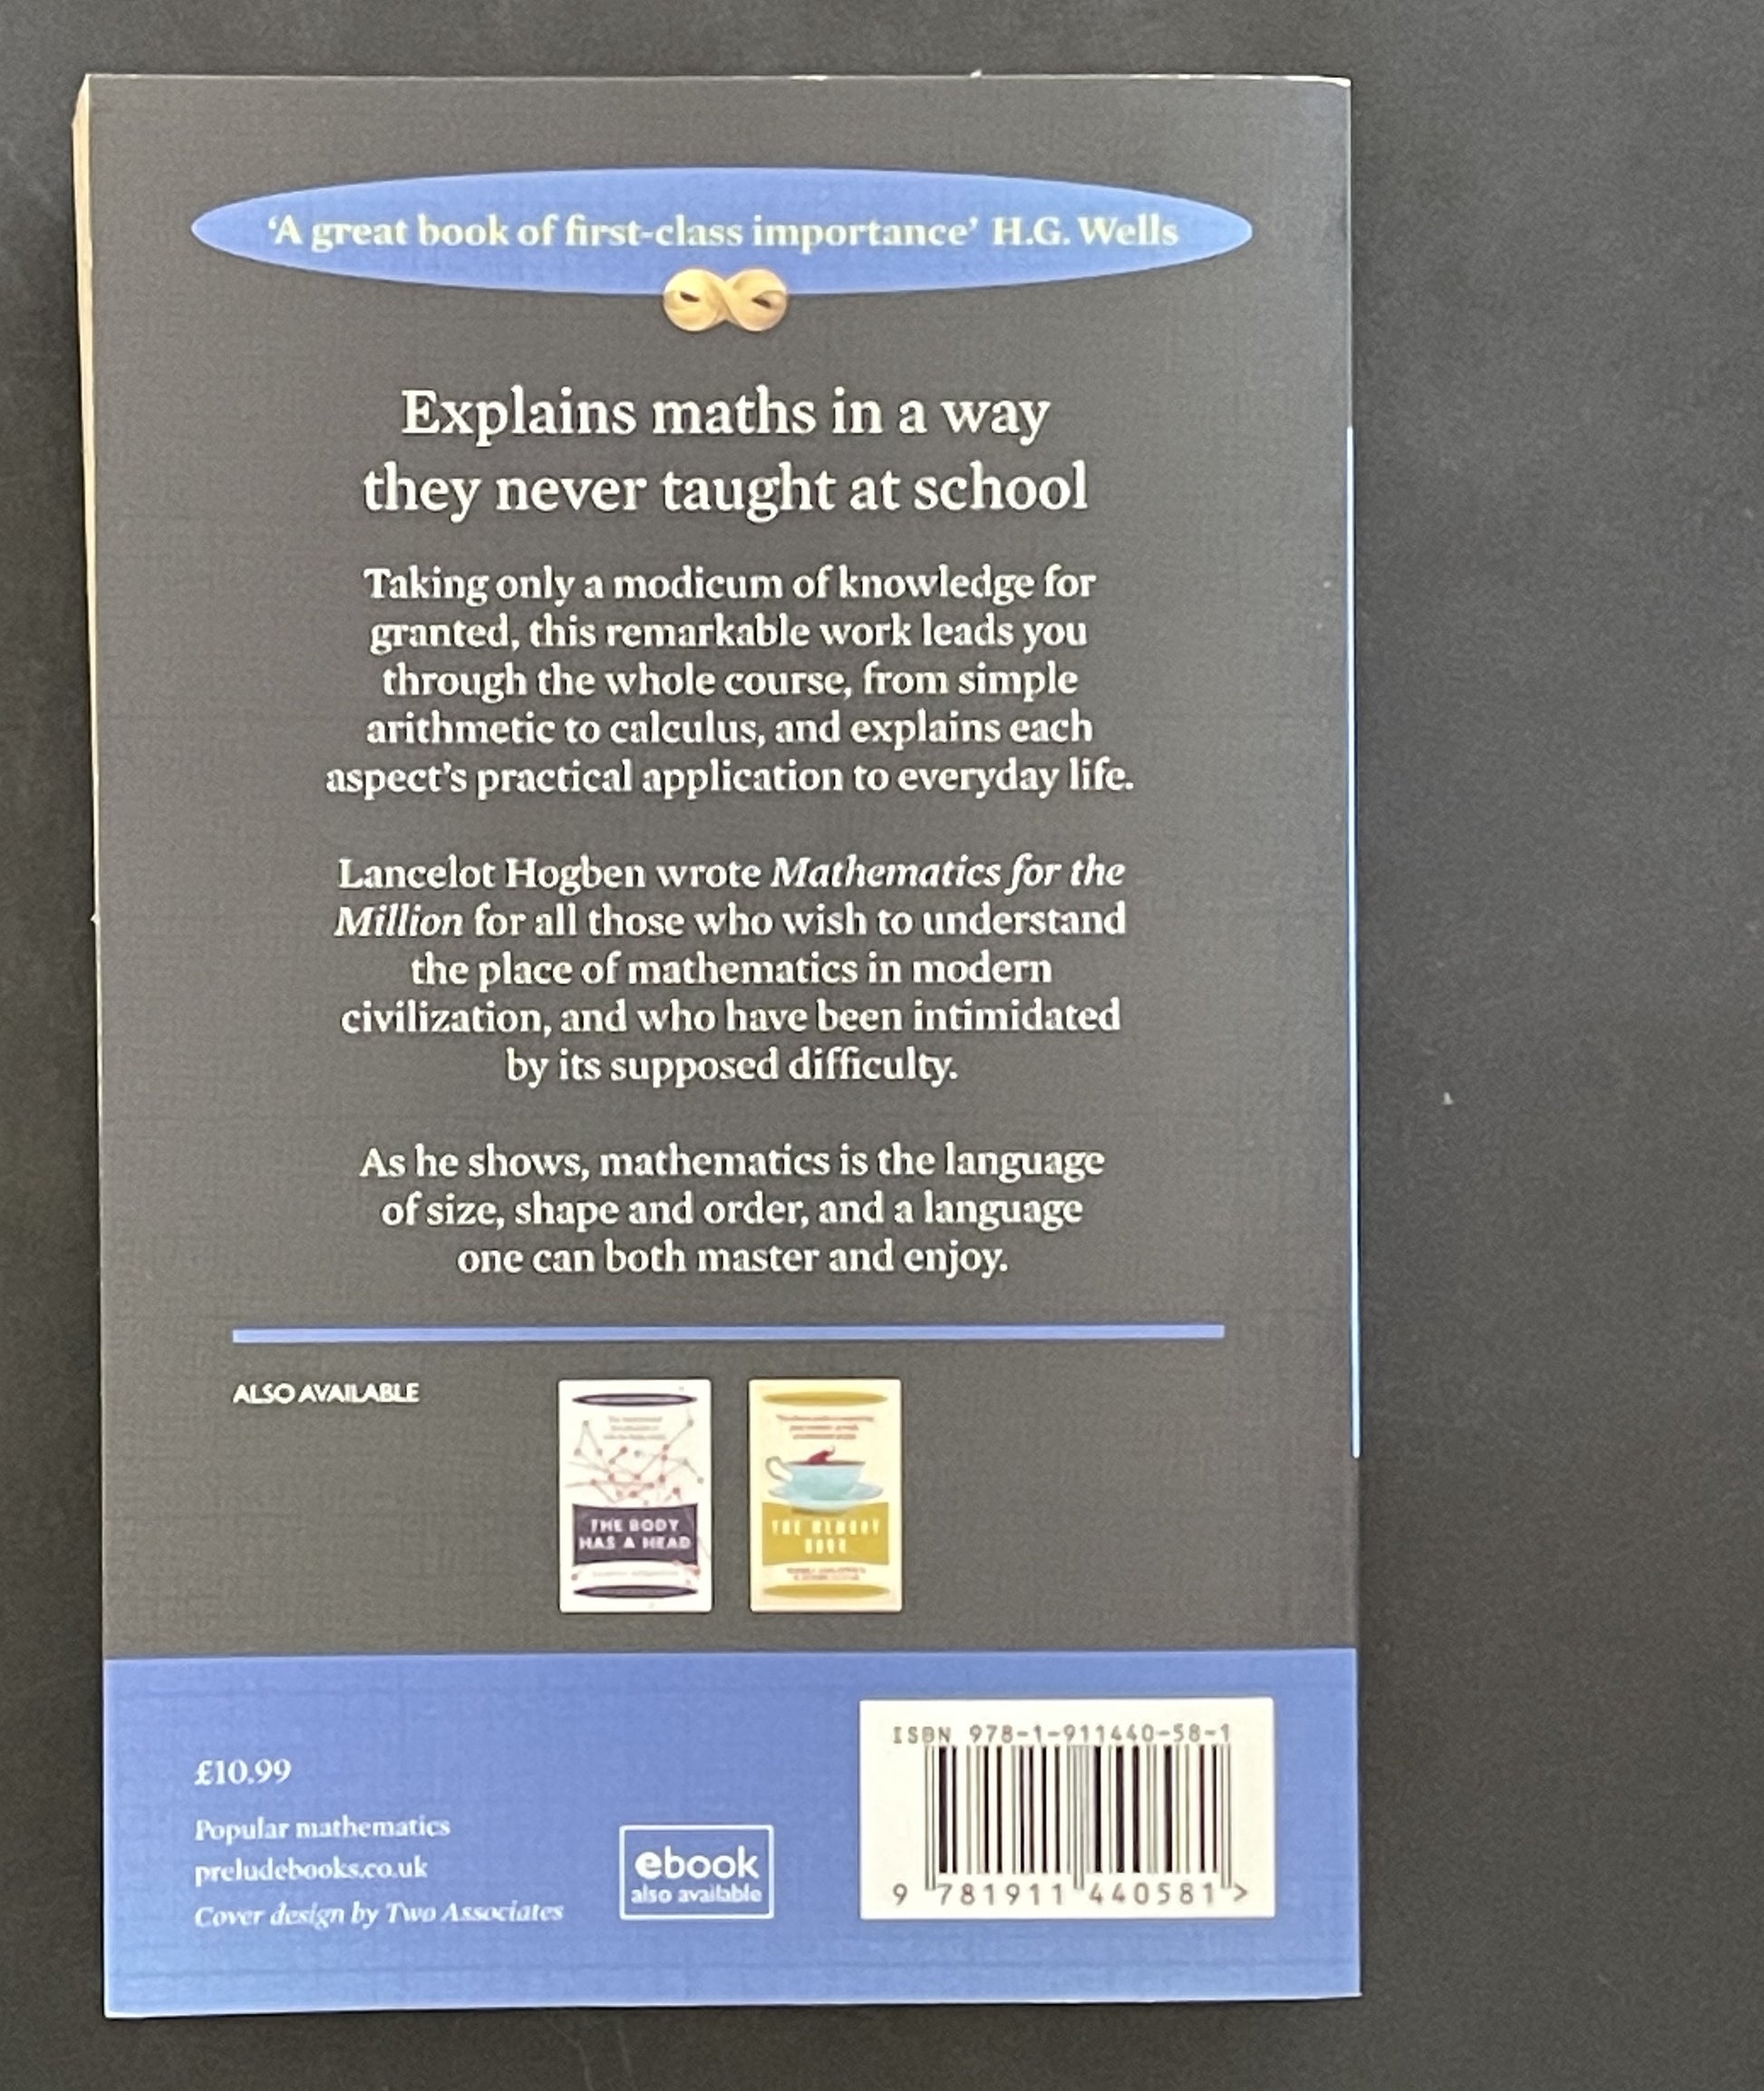 ‘A great book of first-class importance’ H.G. Wells
Explains maths in a way
they never taught at school
Taking only a modicum of knowledge for
granted, this remarkable work leads you
through the whole course, from simple
arithmetic to calculus, and explains each
aspect’s practical application to everyday life.
Lancelot Hogben wrote Mathematics for the
Million for all those who wish to understand
the place of mathematics in modern
civilization, and who have been intimidated
by its supposed difficulty.
As he shows, mathematics is the language
of size, shape and order, and a language
one can both master and enjoy.
ALSO AVAILABLE
THE BODY
HAS A HEAD
THE MEMORY
BOOK
£10.99
Popular mathematics
preludebooks.co.uk
Cover design by Two Associates
ebook
also available
ISBN 978-1-911440-58-1
9 781911 440581 >